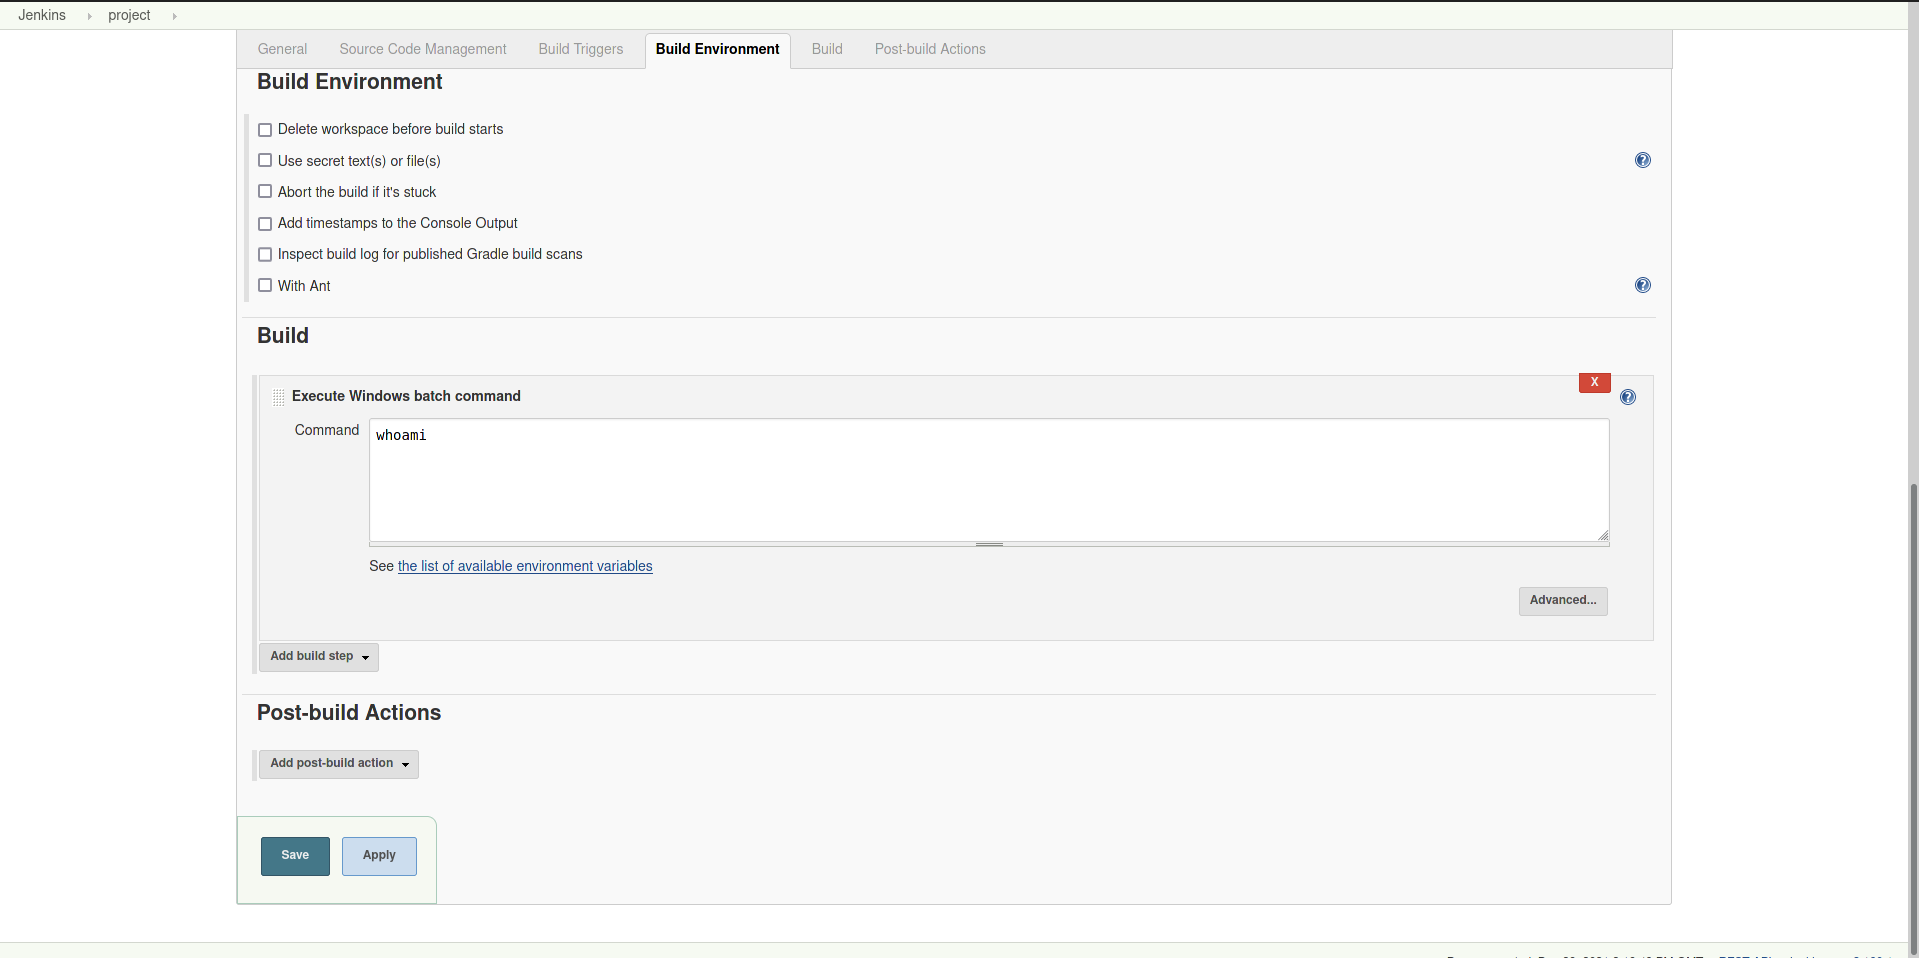 Jenkins project
General Source Code Management Build Triggers Build Environment Build Post-build Actions
Build Environment
Delete workspace before build starts
Use secret text(s) or file(s)
Abort the build if it's stuck
Add timestamps to the Console Output
Inspect build log for published Gradle build scans
With Ant
Build
X
Execute Windows batch command
Command
whoami
See the list of available environment variables
Advanced...
Add build step
Post-build Actions
Add post-build action
Save Apply